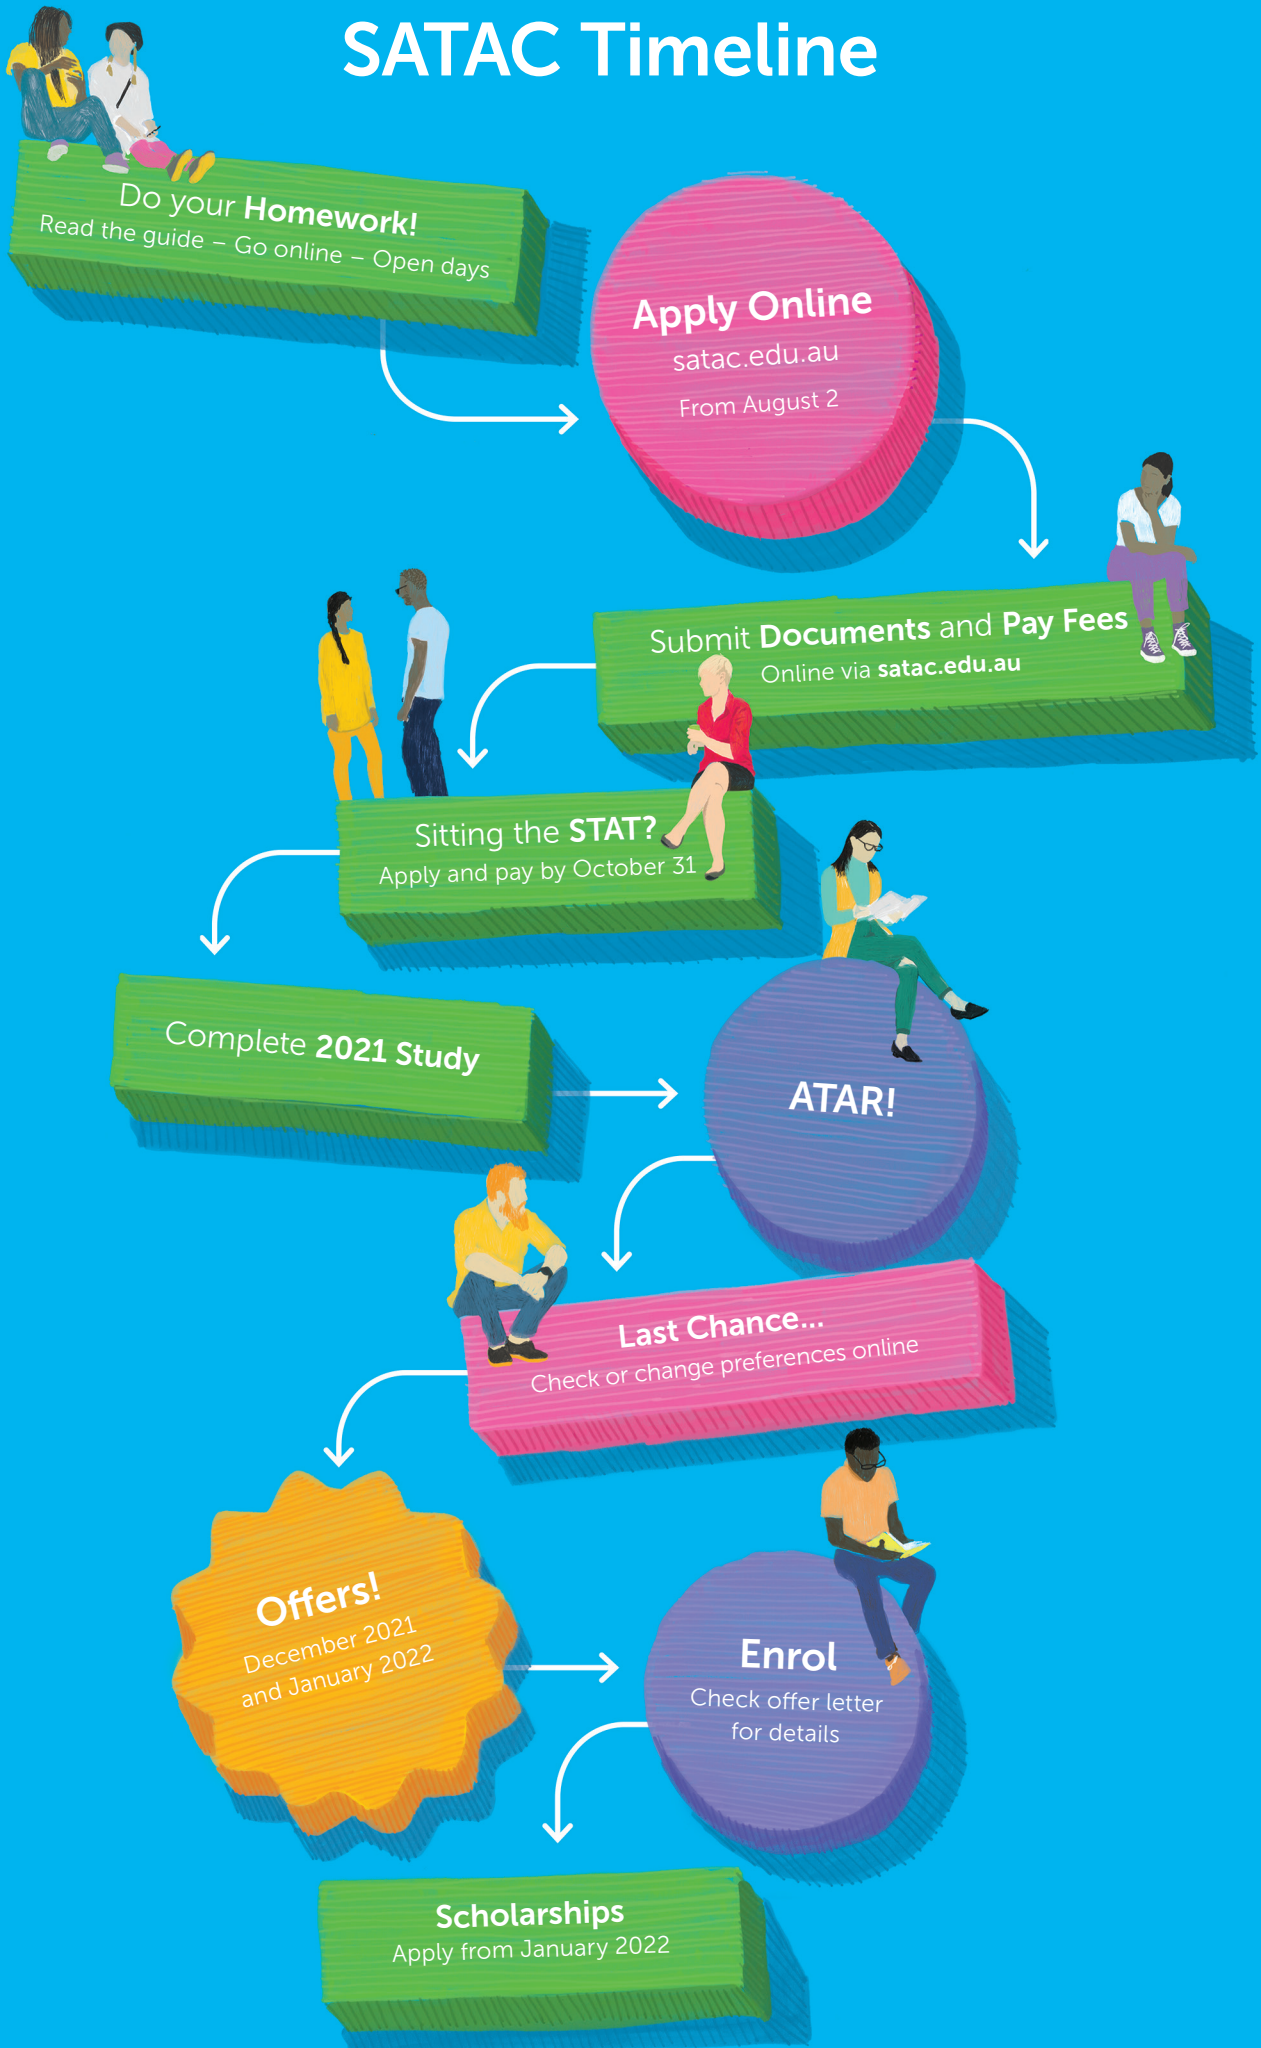 SATAC Timeline
Do your Homework!
Read the guide – Go online – Open days
Apply Online
satac.edu.au
From August 2
Submit Documents and Pay Fees
Online via satac.edu.au
Sitting the STAT?
Apply and pay by October 31
Complete 2021 Study
ATAR!
Last Chance...
Check or change preferences online
Offers!
December 2021
and January 2022
Enrol
Check offer letter
for details
Scholarships
Apply from January 2022